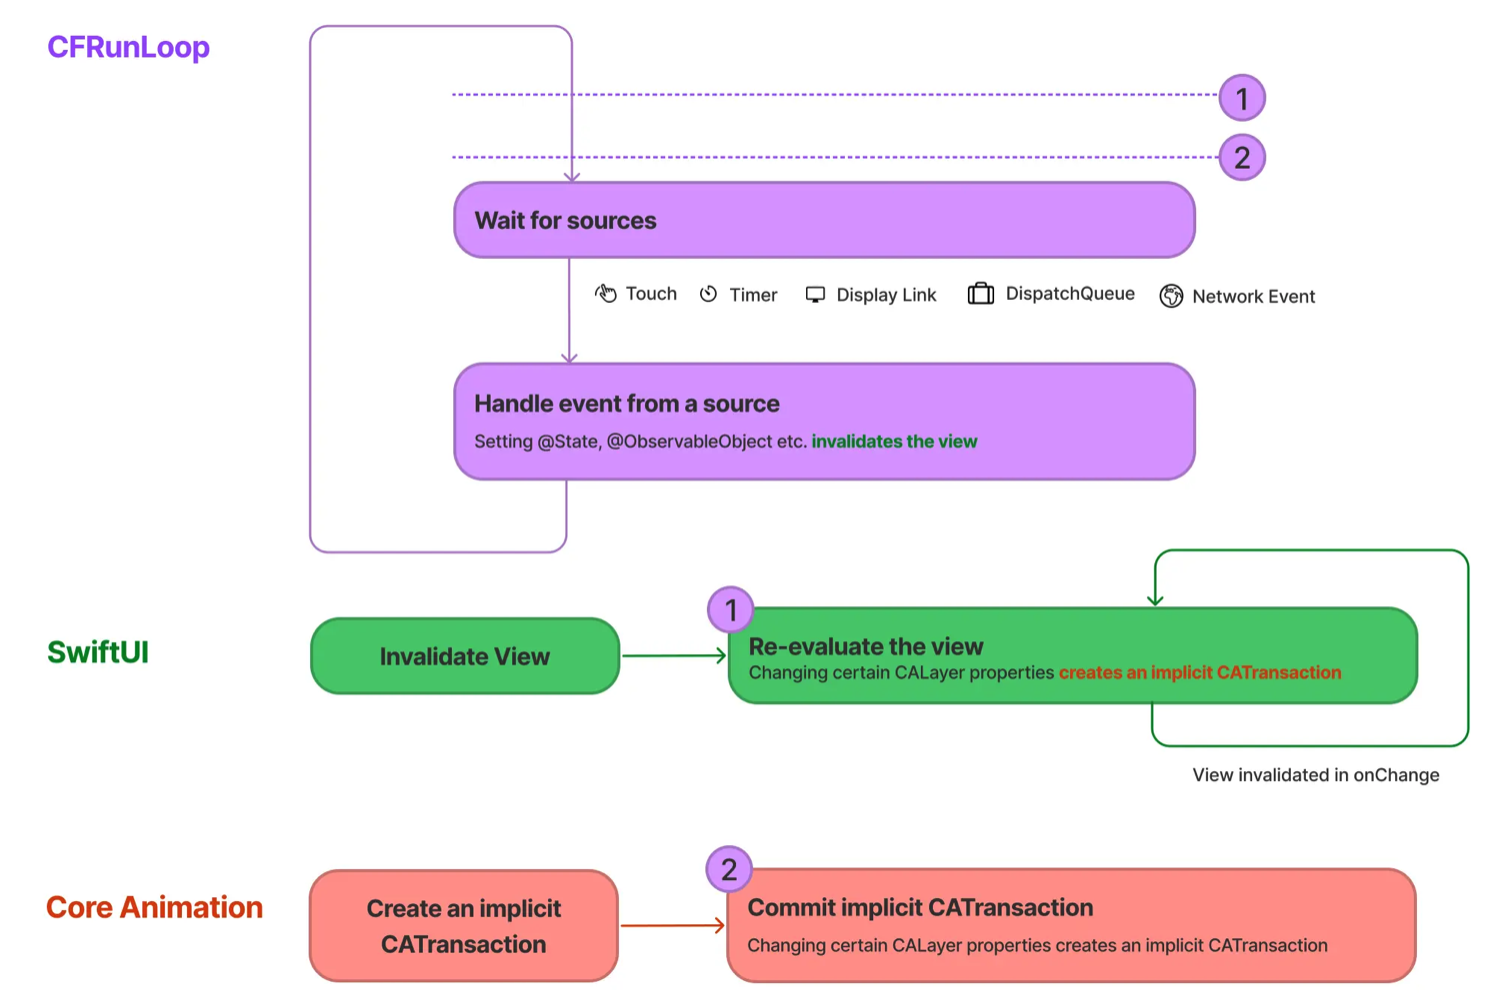 CFRunLoop
1
2
Wait for sources
Touch Timer Display Link DispatchQueue Network Event
Handle event from a source
Setting @State, @ObservableObject etc. invalidates the view
SwiftUI
Invalidate View
1
Re-evaluate the view
Changing certain CALayer properties creates an implicit CATransaction
View invalidated in onChange
Core Animation
Create an implicit
CATransaction
2
Commit implicit CATransaction
Changing certain CALayer properties creates an implicit CATransaction